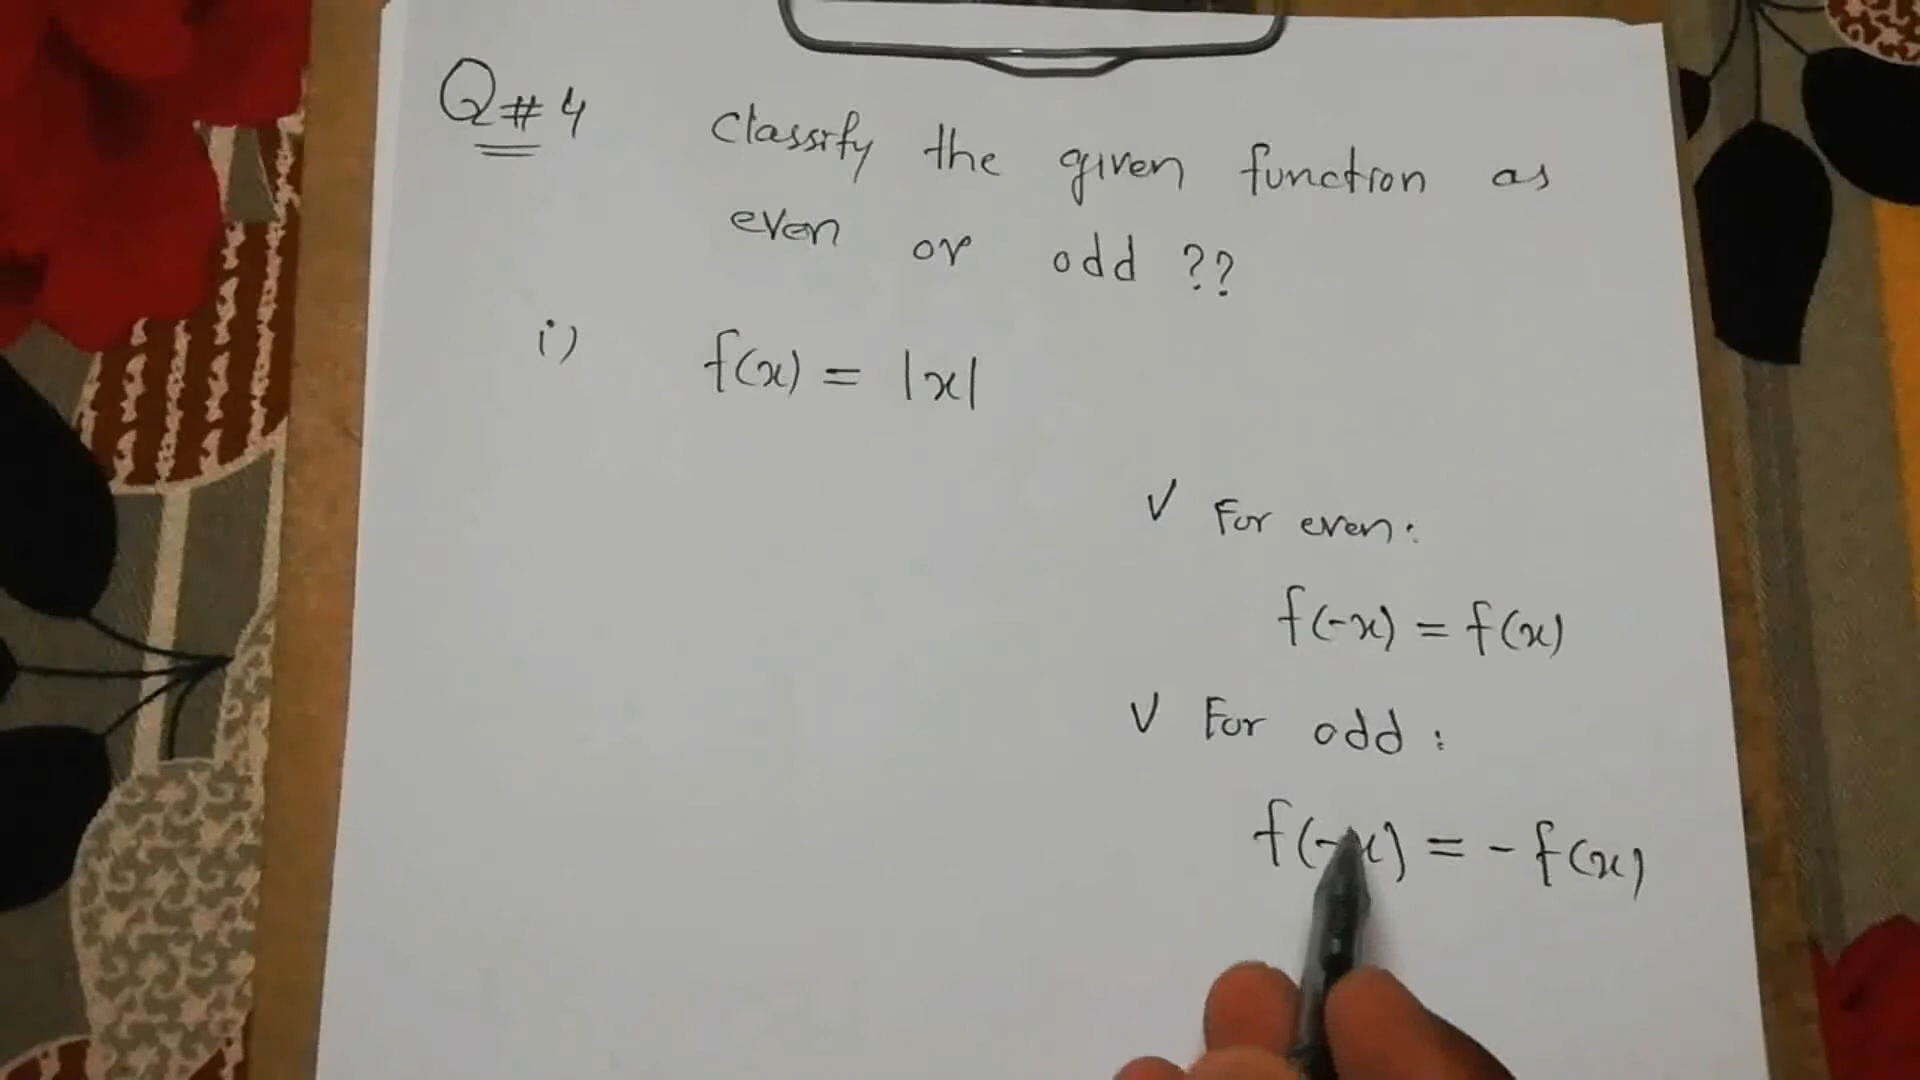 Q#4 Classify the given function as
even or odd ??
i) f(x) = |x|
✓ For even:
f(-x) = f(x)
✓ For odd:
f(-x) = -f(x)